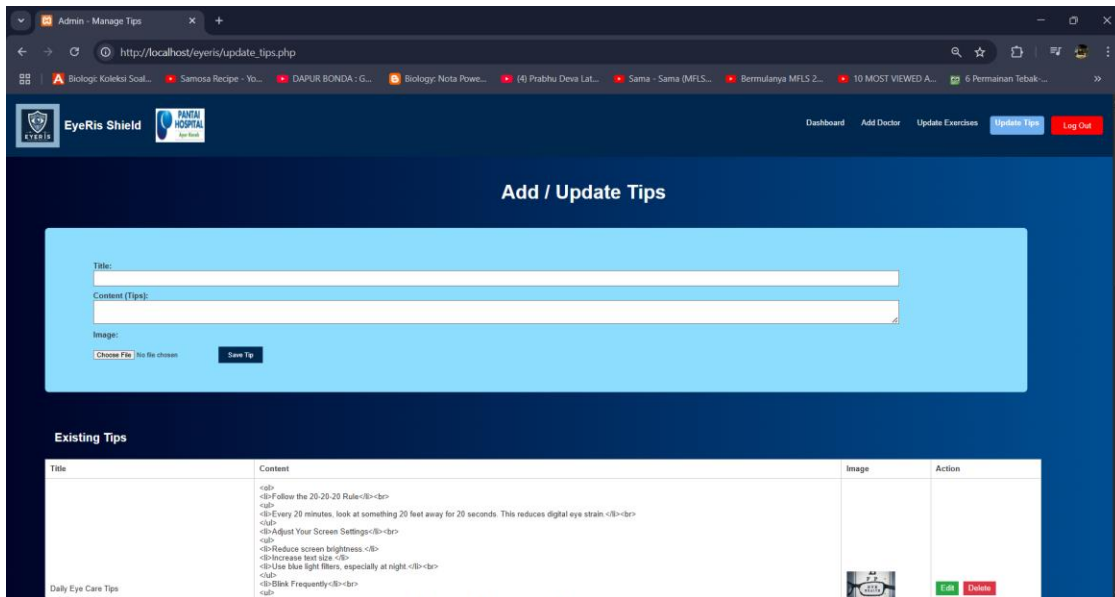 Admin - Manage Tips
http://localhost/eyeris/update_tips.php
Biologi: Koleksi Soal...
Samosa Recipe - Yo...
DAPUR BONDA : G...
Biology: Nota Powe...
(4) Prabhu Deva Lat...
Sama - Sama (MFLS...
Bermulanya MFLS 2...
10 MOST VIEWED A...
6 Permainan Tebak-...
EYERIS
EyeRis Shield
PANTAI
HOSPITAL
Ayer Keroh
Dashboard
Add Doctor
Update Exercises
Update Tips
Log Out
Add / Update Tips
Title:
Content (Tips):
Image:
Choose File No file chosen
Save Tip
Existing Tips
Title Content Image Action
<ol>
<li>Follow the 20-20-20 Rule</li><br>
<ul>
<li>Every 20 minutes, look at something 20 feet away for 20 seconds. This reduces digital eye strain.</li><br>
</ul>
<li>Adjust Your Screen Settings</li><br>
<ul>
<li>Reduce screen brightness.</li>
<li>Increase text size.</li>
<li>Use blue light filters, especially at night.</li><br>
</ul>
<li>Blink Frequently</li><br>
Daily Eye Care Tips
<ul>
Edit Delete